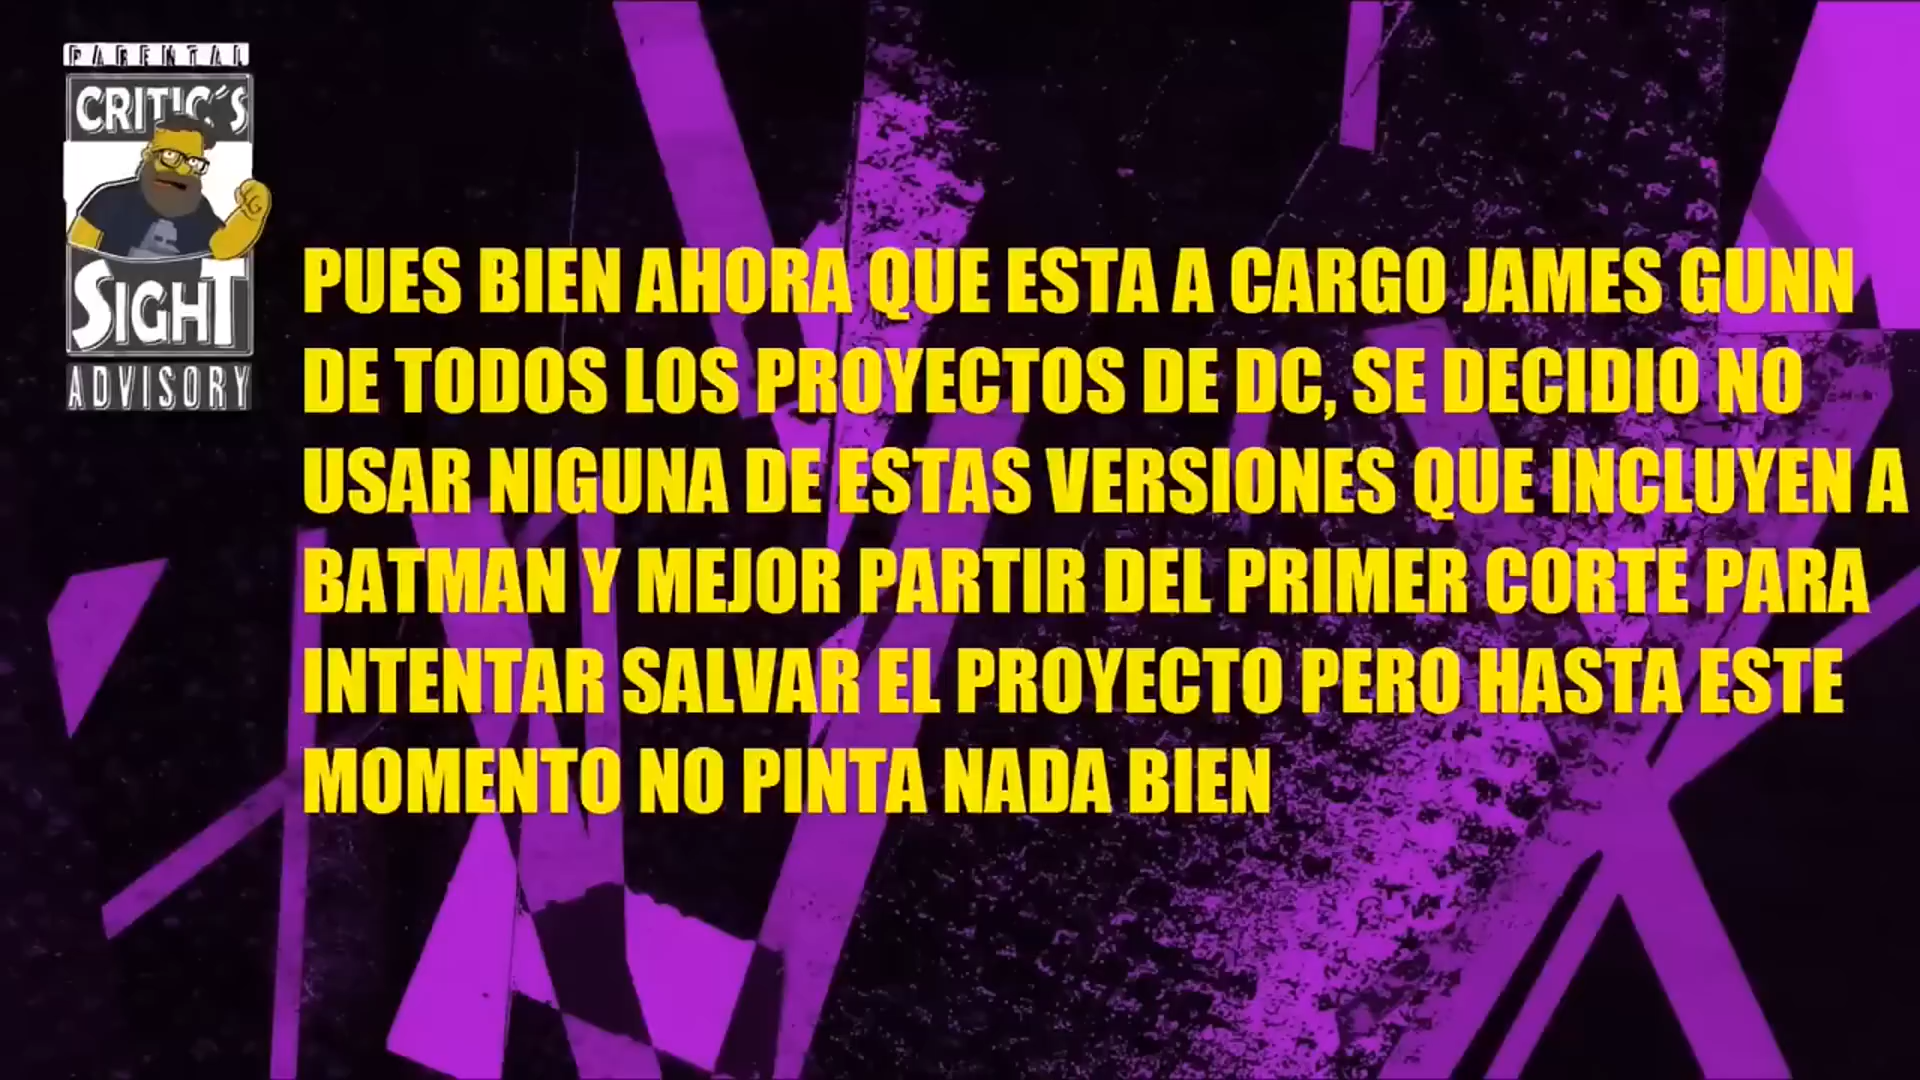 PARENTAL
CRITIC´S
SIGHT
ADVISORY
PUES BIEN AHORA QUE ESTA A CARGO JAMES GUNN
DE TODOS LOS PROYECTOS DE DC, SE DECIDIO NO
USAR NIGUNA DE ESTAS VERSIONES QUE INCLUYEN A
BATMAN Y MEJOR PARTIR DEL PRIMER CORTE PARA
INTENTAR SALVAR EL PROYECTO PERO HASTA ESTE
MOMENTO NO PINTA NADA BIEN